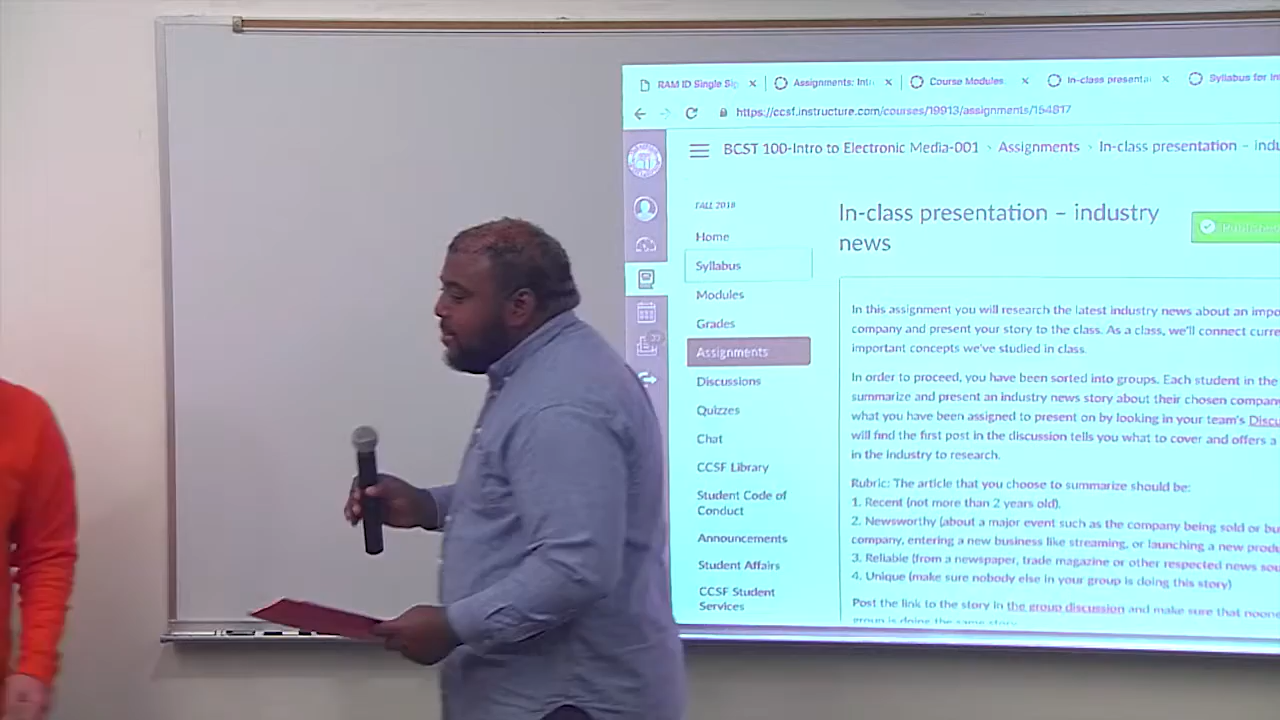 RAM ID Single Sig
Assignments: Intr
Course Modules
In-class presentat
Syllabus for Int
https://ccsf.instructure.com/courses/19913/assignments/154817
BCST 100-Intro to Electronic Media-001 › Assignments › In-class presentation – indu
FALL 2018
Home
Syllabus
Modules
Grades
Assignments
Discussions
Quizzes
Chat
CCSF Library
Student Code of
Conduct
Announcements
Student Affairs
CCSF Student
Services
In-class presentation – industry
news
Published
In this assignment you will research the latest industry news about an impo
company and present your story to the class. As a class, we'll connect curre
important concepts we've studied in class.
In order to proceed, you have been sorted into groups. Each student in the
summarize and present an industry news story about their chosen company
what you have been assigned to present on by looking in your team's Discu
will find the first post in the discussion tells you what to cover and offers a
in the industry to research.
Rubric: The article that you choose to summarize should be:
1. Recent (not more than 2 years old).
2. Newsworthy (about a major event such as the company being sold or bu
company, entering a new business like streaming, or launching a new produ
3. Reliable (from a newspaper, trade magazine or other respected news sou
4. Unique (make sure nobody else in your group is doing this story)
Post the link to the story in the group discussion and make sure that noone
group is doing the same story.